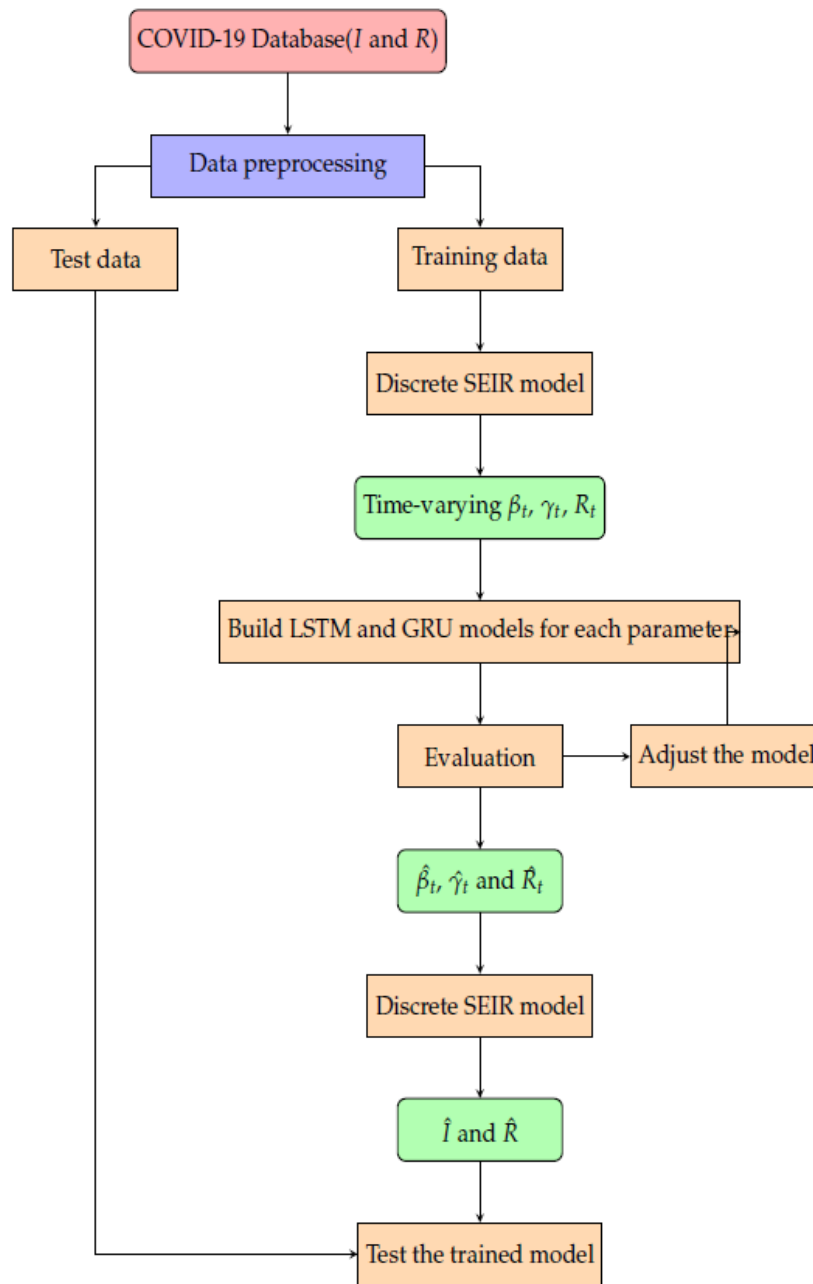 COVID-19 Database(I and R)
Data preprocessing
Test data
Training data
Discrete SEIR model
Time-varying βₜ, γₜ, Rₜ
Build LSTM and GRU models for each parameter
Evaluation
Adjust the model
β̂ₜ, γ̂ₜ and R̂ₜ
Discrete SEIR model
Î and R̂
Test the trained model